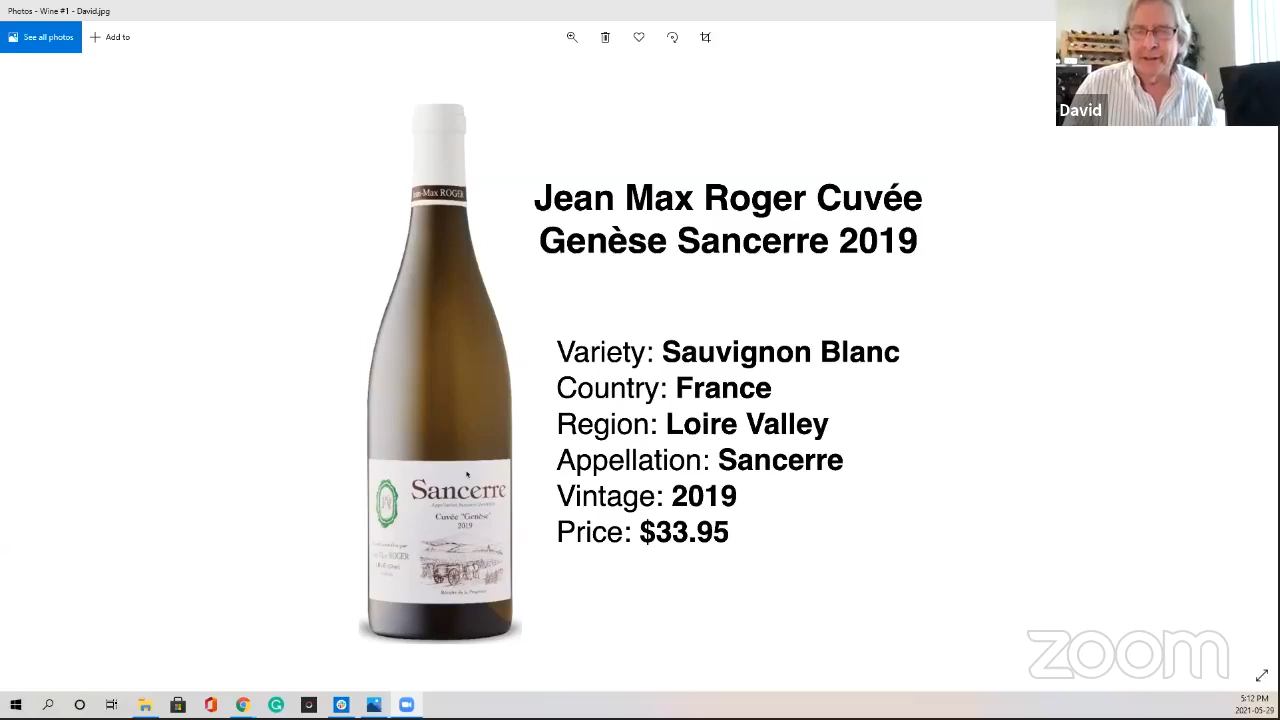 Photos - Wine #1 - David.jpg
See all photos
Add to
David
Jean-Max ROGER
Jean Max Roger Cuvée
Genèse Sancerre 2019
Variety: Sauvignon Blanc
Country: France
Region: Loire Valley
Appellation: Sancerre
Vintage: 2019
Price: $33.95
Sancerre
Cuvée "Genèse"
2019
ROGER
zoom
5:12 PM
2021-05-29